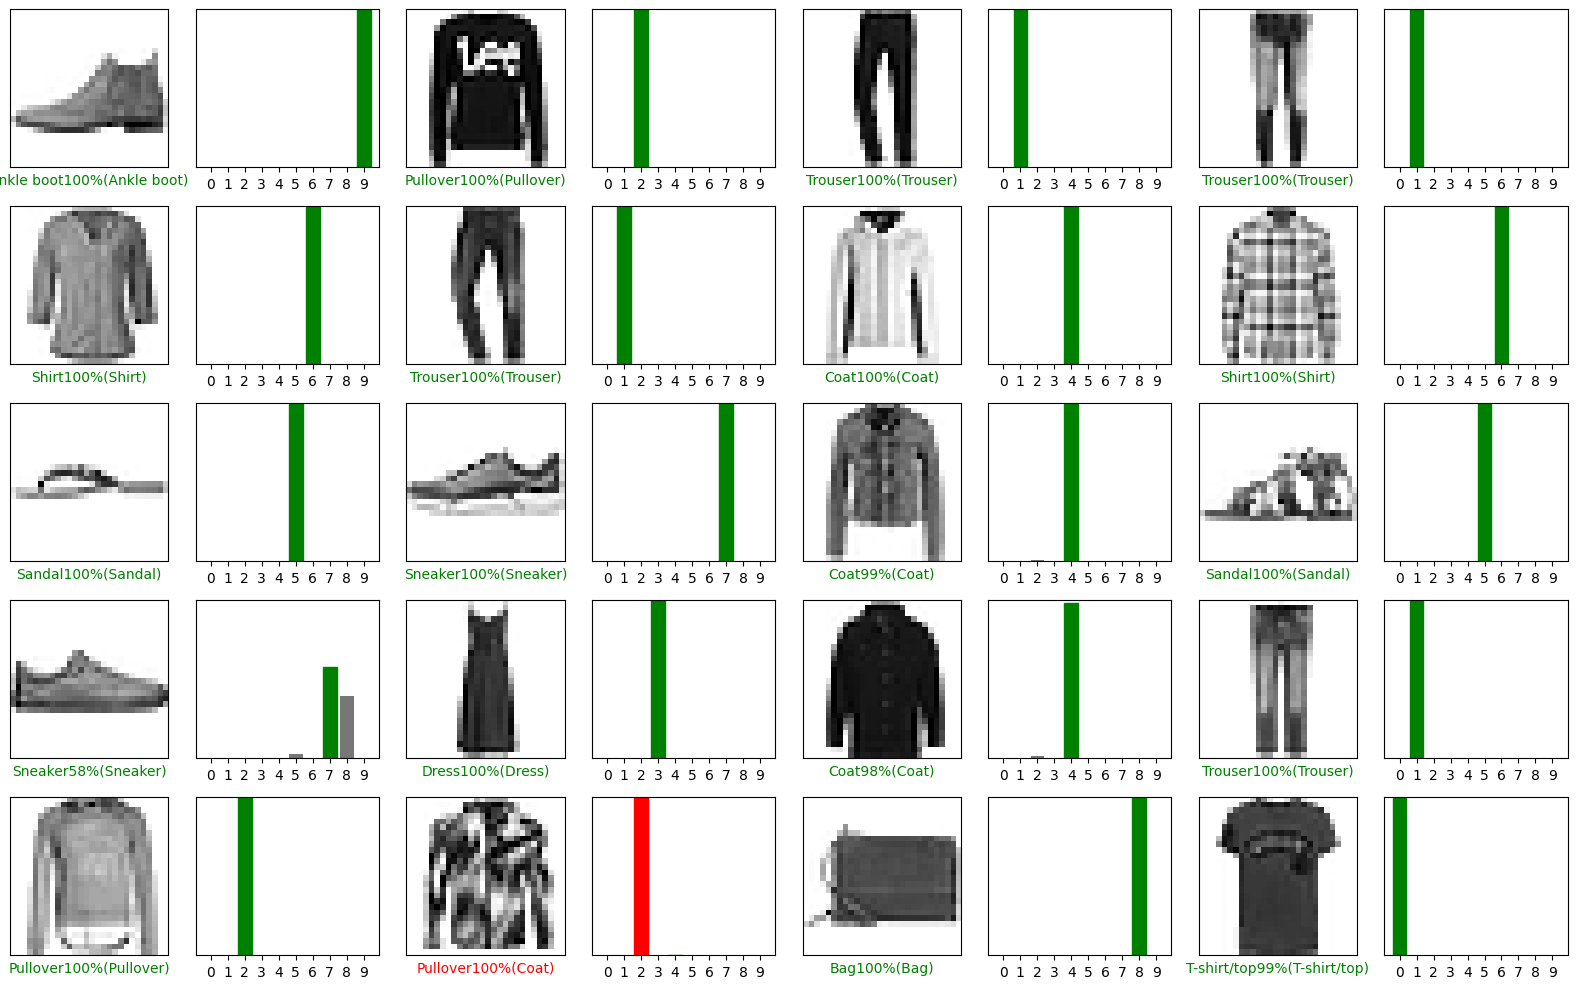 Lee
nkle boot100%(Ankle boot)
0 1 2 3 4 5 6 7 8 9
Pullover100%(Pullover)
0 1 2 3 4 5 6 7 8 9
Trouser100%(Trouser)
0 1 2 3 4 5 6 7 8 9
Trouser100%(Trouser)
0 1 2 3 4 5 6 7 8 9
Shirt100%(Shirt)
0 1 2 3 4 5 6 7 8 9
Trouser100%(Trouser)
0 1 2 3 4 5 6 7 8 9
Coat100%(Coat)
0 1 2 3 4 5 6 7 8 9
Shirt100%(Shirt)
0 1 2 3 4 5 6 7 8 9
Sandal100%(Sandal)
0 1 2 3 4 5 6 7 8 9
Sneaker100%(Sneaker)
0 1 2 3 4 5 6 7 8 9
Coat99%(Coat)
0 1 2 3 4 5 6 7 8 9
Sandal100%(Sandal)
0 1 2 3 4 5 6 7 8 9
Sneaker58%(Sneaker)
0 1 2 3 4 5 6 7 8 9
Dress100%(Dress)
0 1 2 3 4 5 6 7 8 9
Coat98%(Coat)
0 1 2 3 4 5 6 7 8 9
Trouser100%(Trouser)
0 1 2 3 4 5 6 7 8 9
Pullover100%(Pullover)
0 1 2 3 4 5 6 7 8 9
Pullover100%(Coat)
0 1 2 3 4 5 6 7 8 9
Bag100%(Bag)
0 1 2 3 4 5 6 7 8 9
T-shirt/top99%(T-shirt/top)
0 1 2 3 4 5 6 7 8 9